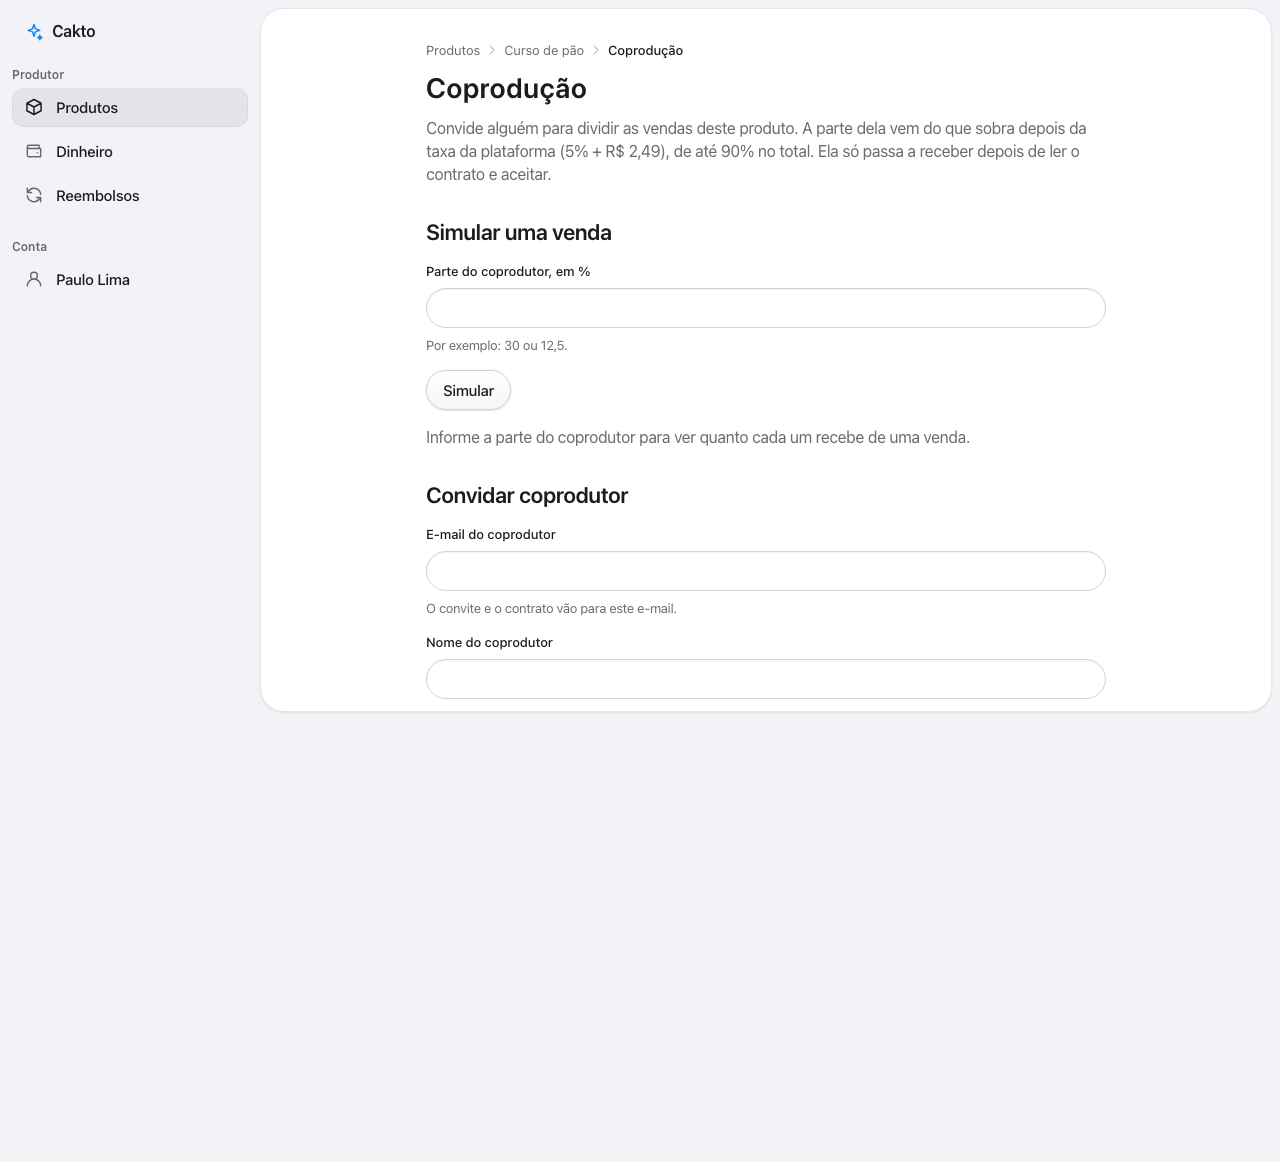 Cakto
Produtor
Produtos
Dinheiro
Reembolsos
Conta
Paulo Lima
Produtos > Curso de pão > Coprodução
Coprodução
Convide alguém para dividir as vendas deste produto. A parte dela vem do que sobra depois da
taxa da plataforma (5% + R$ 2,49), de até 90% no total. Ela só passa a receber depois de ler o
contrato e aceitar.
Simular uma venda
Parte do coprodutor, em %
Por exemplo: 30 ou 12,5.
Simular
Informe a parte do coprodutor para ver quanto cada um recebe de uma venda.
Convidar coprodutor
E-mail do coprodutor
O convite e o contrato vão para este e-mail.
Nome do coprodutor